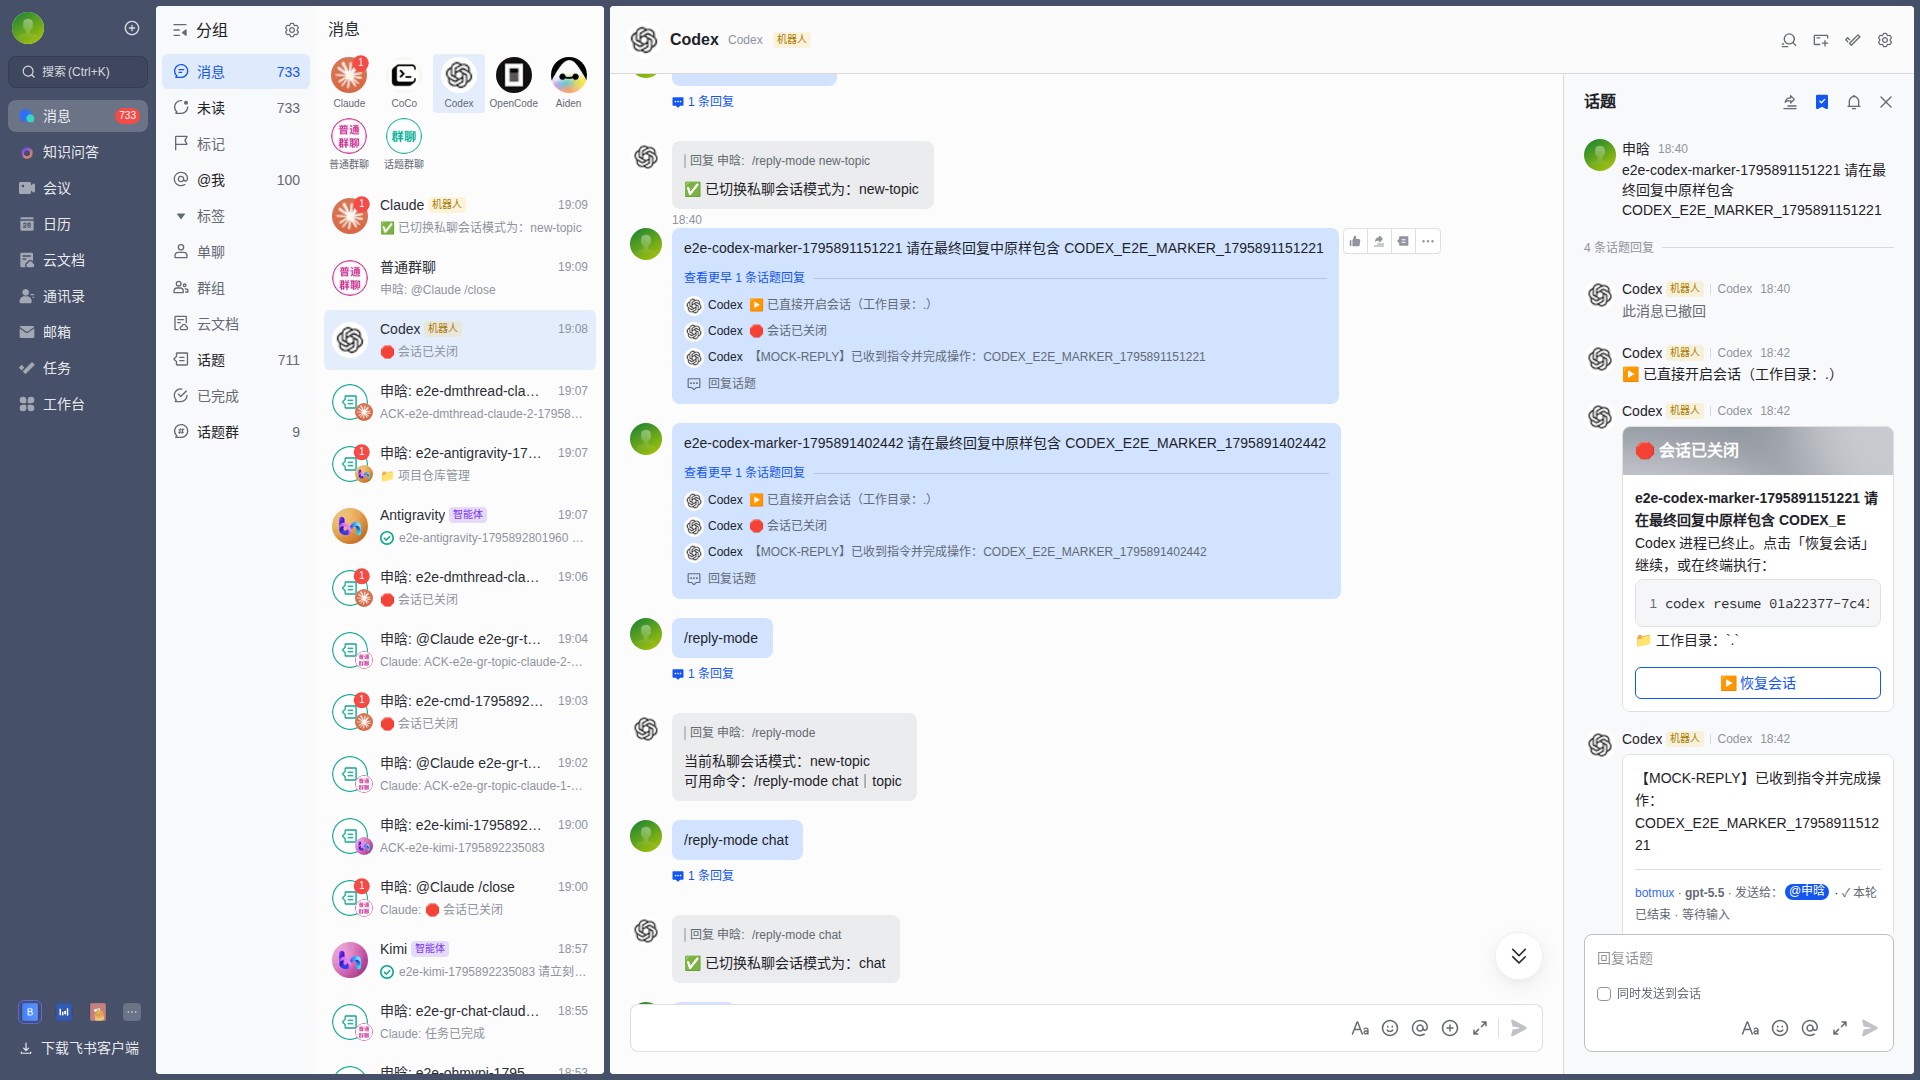 搜索 (Ctrl+K)
消息 733
知识问答
会议
日历
云文档
通讯录
邮箱
任务
工作台
B
下载飞书客户端
分组
消息 733
未读 733
标记
@我 100
标签
单聊
群组
云文档
话题 711
已完成
话题群 9
消息
1
Claude
CoCo
Codex
OpenCode
Aiden
普通群聊
普通群聊
群聊
话题群聊
1
Claude 机器人 19:09
✅ 已切换私聊会话模式为：new-topic
普通群聊
普通群聊 19:09
申晗: @Claude /close
Codex 机器人 19:08
🛑 会话已关闭
申晗: e2e-dmthread-cla... 19:07
ACK-e2e-dmthread-claude-2-17958...
1
申晗: e2e-antigravity-17... 19:07
📁 项目仓库管理
Antigravity 智能体 19:07
e2e-antigravity-1795892801960 ...
1
申晗: e2e-dmthread-cla... 19:06
🛑 会话已关闭
申晗: @Claude e2e-gr-t... 19:04
Claude: ACK-e2e-gr-topic-claude-2-...
1
申晗: e2e-cmd-1795892... 19:03
🛑 会话已关闭
申晗: @Claude e2e-gr-t... 19:02
Claude: ACK-e2e-gr-topic-claude-1-...
申晗: e2e-kimi-1795892... 19:00
ACK-e2e-kimi-1795892235083
1
申晗: @Claude /close 19:00
Claude: 🛑 会话已关闭
Kimi 智能体 18:57
e2e-kimi-1795892235083 请立刻...
申晗: e2e-gr-chat-claud... 18:55
Claude: 任务已完成
申晗: e2e-ohmypi-1795... 18:53
Codex Codex 机器人
1 条回复
回复 申晗：/reply-mode new-topic
✅ 已切换私聊会话模式为：new-topic
18:40
e2e-codex-marker-1795891151221 请在最终回复中原样包含 CODEX_E2E_MARKER_1795891151221
查看更早 1 条话题回复
Codex ▶️ 已直接开启会话（工作目录：.）
Codex 🛑 会话已关闭
Codex 【MOCK-REPLY】已收到指令并完成操作：CODEX_E2E_MARKER_1795891151221
回复话题
e2e-codex-marker-1795891402442 请在最终回复中原样包含 CODEX_E2E_MARKER_1795891402442
查看更早 1 条话题回复
Codex ▶️ 已直接开启会话（工作目录：.）
Codex 🛑 会话已关闭
Codex 【MOCK-REPLY】已收到指令并完成操作：CODEX_E2E_MARKER_1795891402442
回复话题
/reply-mode
1 条回复
回复 申晗：/reply-mode
当前私聊会话模式：new-topic
可用命令：/reply-mode chat｜topic
/reply-mode chat
1 条回复
回复 申晗：/reply-mode chat
✅ 已切换私聊会话模式为：chat
Aa
话题
申晗 18:40
e2e-codex-marker-1795891151221 请在最
终回复中原样包含
CODEX_E2E_MARKER_1795891151221
4 条话题回复
Codex 机器人 Codex 18:40
此消息已撤回
Codex 机器人 Codex 18:42
▶️ 已直接开启会话（工作目录：.）
Codex 机器人 Codex 18:42
🛑 会话已关闭
e2e-codex-marker-1795891151221 请
在最终回复中原样包含 CODEX_E
Codex 进程已终止。点击「恢复会话」
继续，或在终端执行：
1 codex resume 01a22377-7c41
📁 工作目录：`.`
▶️ 恢复会话
Codex 机器人 Codex 18:42
【MOCK-REPLY】已收到指令并完成操
作：
CODEX_E2E_MARKER_17958911512
21
botmux · gpt-5.5 · 发送给： @申晗 · ✓ 本轮
已结束 · 等待输入
回复话题
同时发送到会话
Aa